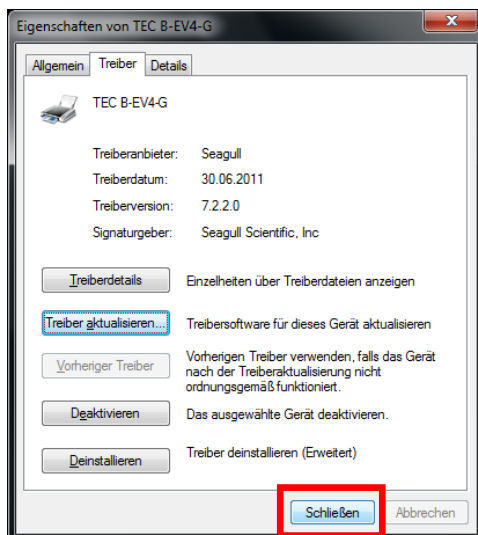 Eigenschaften von TEC B-EV4-G
Allgemein Treiber Details
TEC B-EV4-G
Treiberanbieter: Seagull
Treiberdatum: 30.06.2011
Treiberversion: 7.2.2.0
Signaturgeber: Seagull Scientific, Inc
Treiberdetails Einzelheiten über Treiberdateien anzeigen
Treiber aktualisieren... Treibersoftware für dieses Gerät aktualisieren
Vorheriger Treiber Vorherigen Treiber verwenden, falls das Gerät
nach der Treiberaktualisierung nicht
ordnungsgemäß funktioniert.
Deaktivieren Das ausgewählte Gerät deaktivieren.
Deinstallieren Treiber deinstallieren (Erweitert)
Schließen Abbrechen